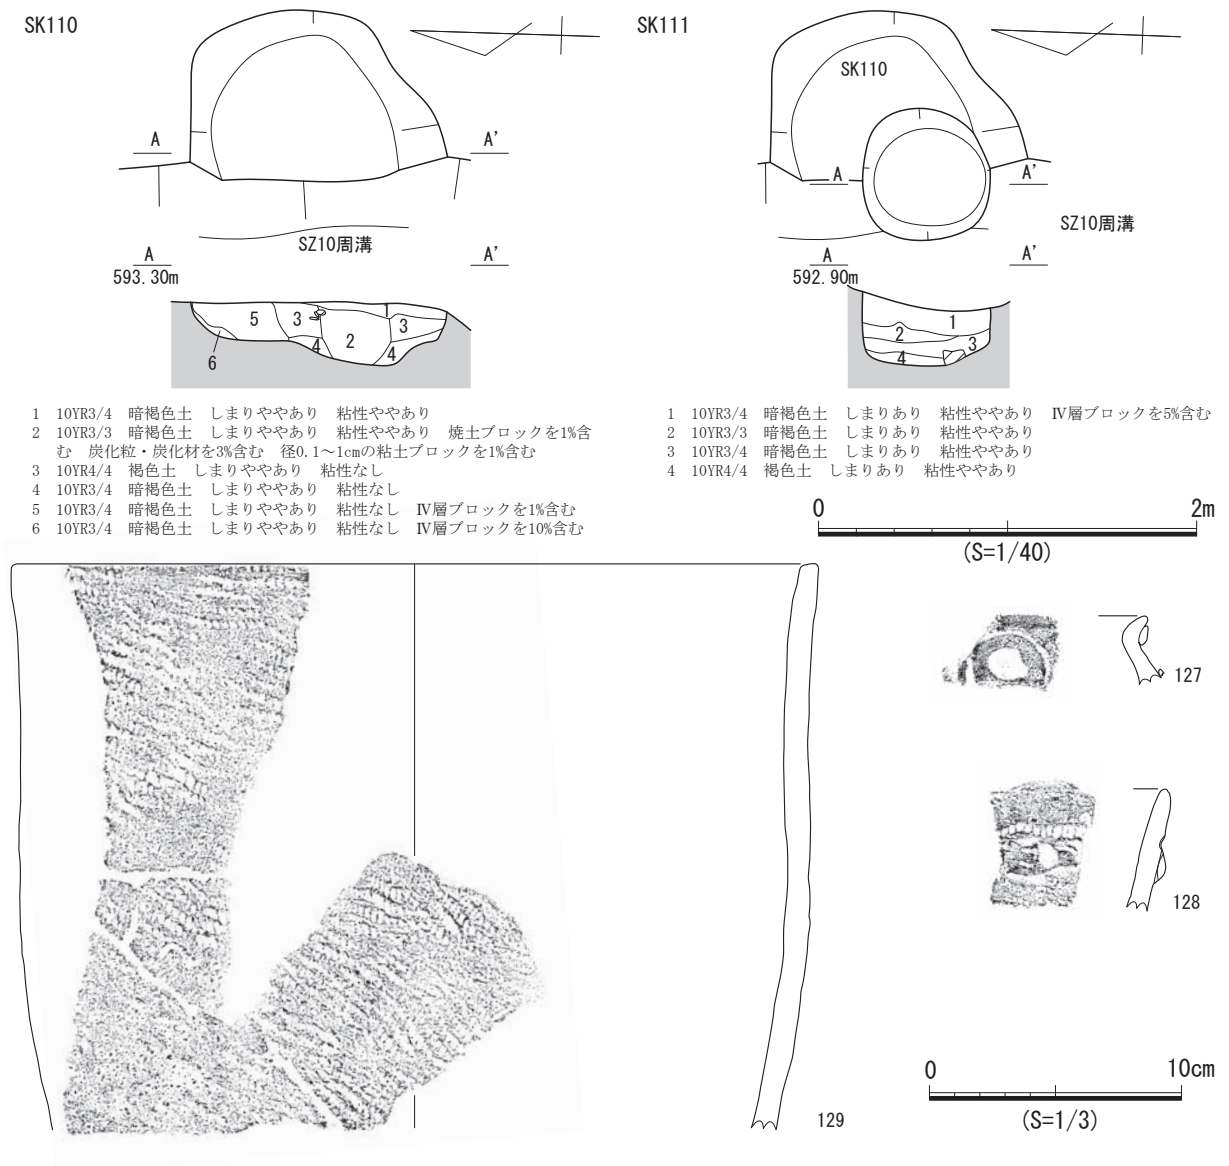 SK110
A
A'
SZ10周溝
A
A'
593.30m
1
5
3
3
2
4
4
6
1 10YR3/4 暗褐色土 しまりややあり 粘性ややあり
2 10YR3/3 暗褐色土 しまりややあり 粘性ややあり 焼土ブロックを1%含
む 炭化粒・炭化材を3%含む 径0.1～1cmの粘土ブロックを1%含む
3 10YR4/4 褐色土 しまりややあり 粘性なし
4 10YR3/4 暗褐色土 しまりややあり 粘性なし
5 10YR3/4 暗褐色土 しまりややあり 粘性なし Ⅳ層ブロックを1%含む
6 10YR3/4 暗褐色土 しまりややあり 粘性なし Ⅳ層ブロックを10%含む
SK111
SK110
A
A'
SZ10周溝
A
A'
592.90m
1
2
3
4
1 10YR3/4 暗褐色土 しまりあり 粘性ややあり Ⅳ層ブロックを5%含む
2 10YR3/3 暗褐色土 しまりあり 粘性ややあり
3 10YR3/4 暗褐色土 しまりあり 粘性ややあり
4 10YR4/4 褐色土 しまりあり 粘性ややあり
0 2m
(S=1/40)
127
128
129
0 10cm
(S=1/3)